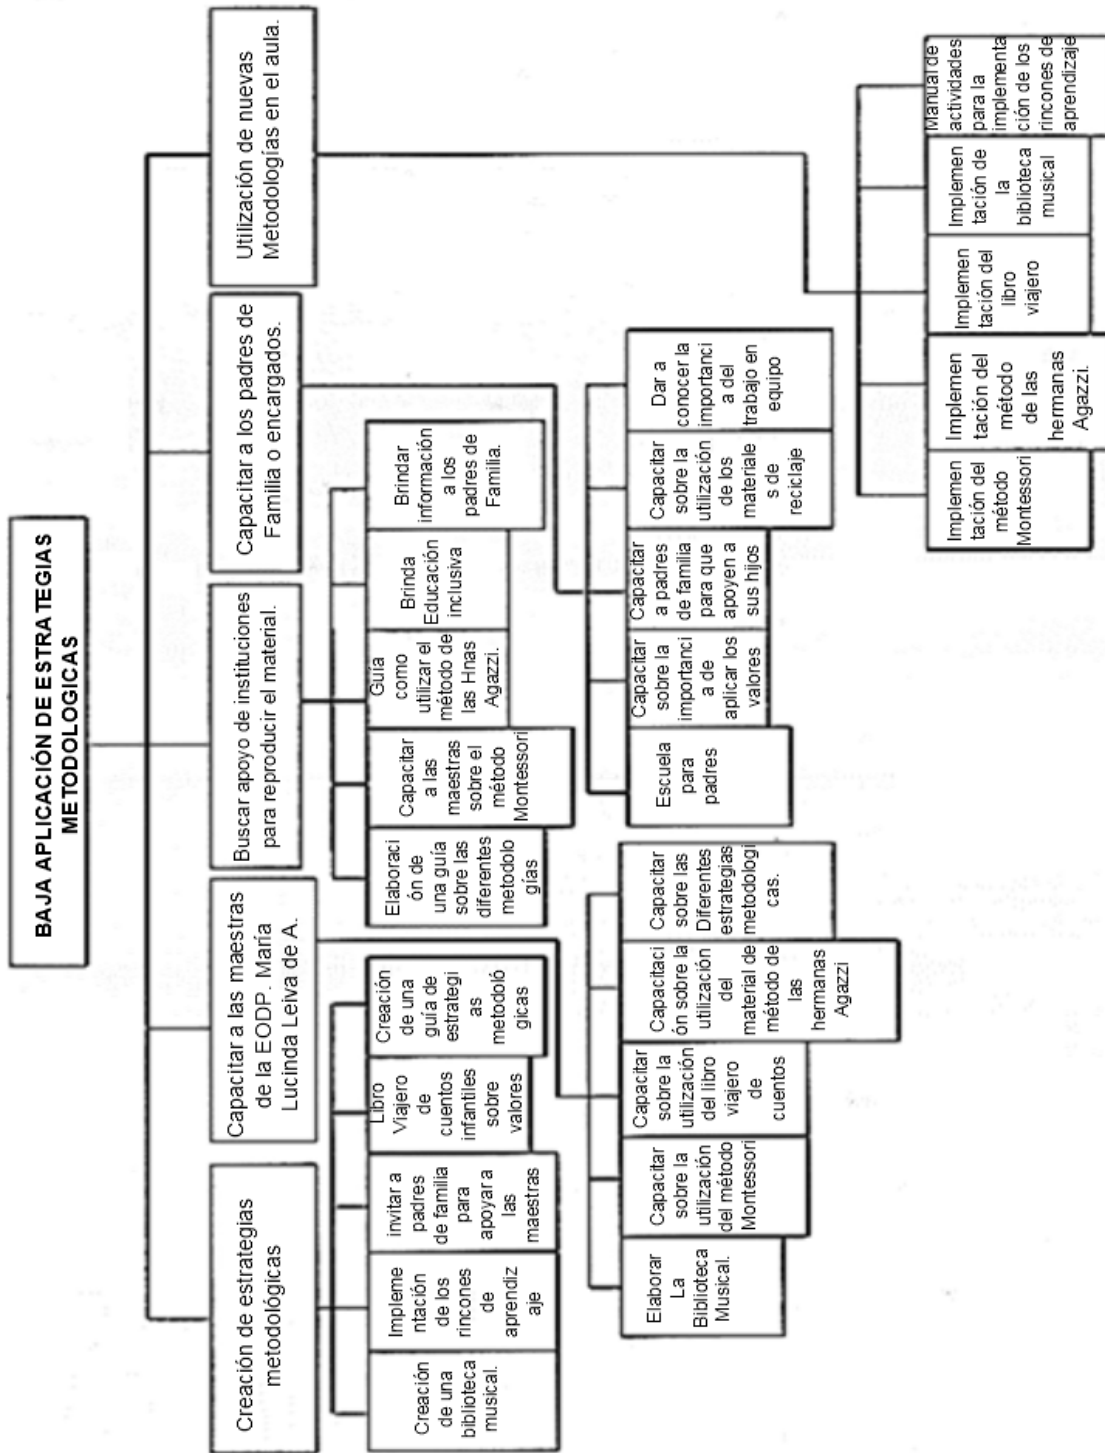 BAJA APLICACIÓN DE ESTRATEGIAS
METODOLOGICAS
Creación de estrategias
metodológicas
Capacitar a las maestras
de la EODP. María
Lucinda Leiva de A.
Buscar apoyo de instituciones
para reproducir el material.
Capacitar a los padres de
Familia o encargados.
Utilización de nuevas
Metodologías en el aula.
Creación
de una
biblioteca
musical.
Impleme
ntación
de los
rincones
de
aprendiz
aje
invitar a
padres
de familia
para
apoyar a
las
maestras
Libro
Viajero
de
cuentos
infantiles
sobre
valores
Creación
de una
guía de
estrategi
as
metodoló
gicas
Elaboraci
ón de
una guía
sobre las
diferentes
metodolo
gías
Capacitar
a las
maestras
sobre el
método
Montessori
Guía
como
utilizar el
método de
las Hnas
Agazzi.
Brinda
Educación
inclusiva
Brindar
información
a los
padres de
Familia.
Elaborar
La
Biblioteca
Musical.
Capacitar
sobre la
utilización
del método
Montessori
Capacitar
sobre la
utilización
del libro
viajero
de
cuentos
Capacitaci
ón sobre la
utilización
del
material de
método de
las
hermanas
Agazzi
Capacitar
sobre las
Diferentes
estrategias
metodologi
cas.
Escuela
para
padres
Capacitar
sobre la
importanci
a de
aplicar los
valores
Capacitar
a padres
de familia
para que
apoyen a
sus hijos
Capacitar
sobre la
utilización
de los
materiale
s de
reciclaje
Dar a
conocer la
importanci
a del
trabajo en
equipo
Implemen
tación del
método
Montessori
Implemen
tación del
método
de las
hermanas
Agazzi.
Implemen
tación del
libro
viajero
Implemen
tación de
la
biblioteca
musical
Manual de
actividades
para la
implementa
ción de los
rincones de
aprendizaje